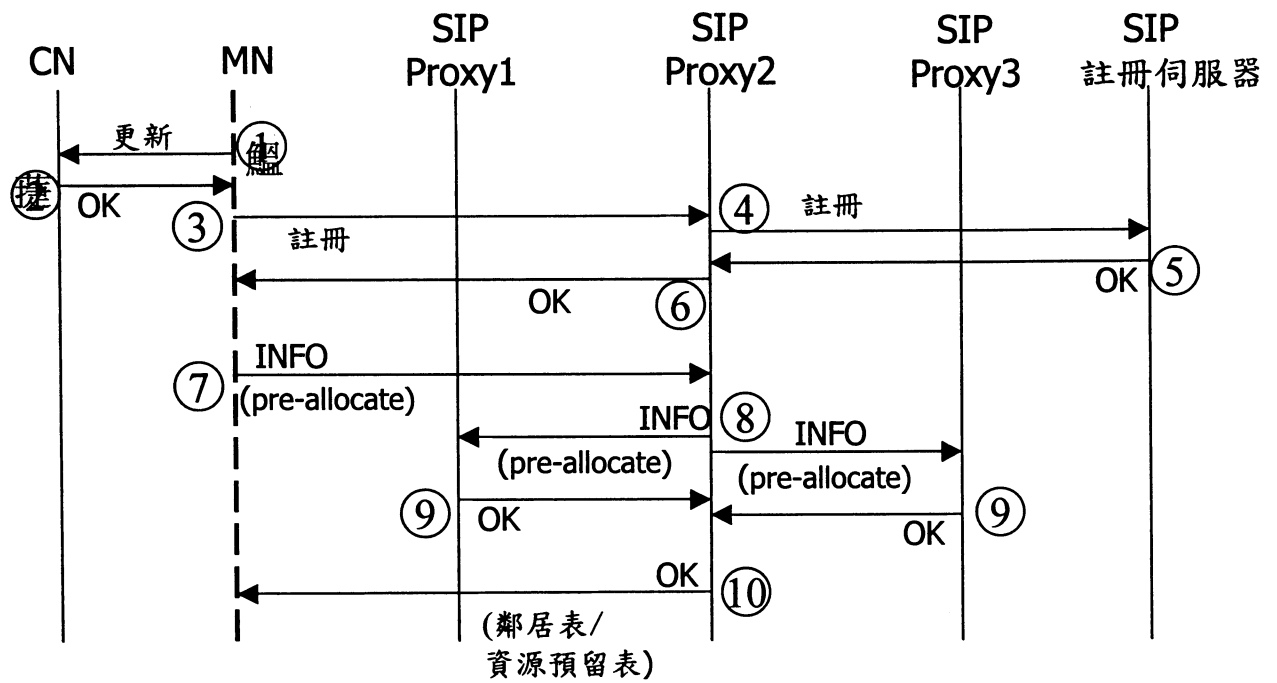 CN
MN
SIP
Proxy1
SIP
Proxy2
SIP
Proxy3
SIP
註冊伺服器
更新
①
OK
③
註冊
④
註冊
OK
⑤
OK
⑥
INFO
⑦
(pre-allocate)
INFO
⑧
INFO
(pre-allocate)
(pre-allocate)
⑨
OK
OK
⑨
OK
⑩
(鄰居表/
資源預留表)